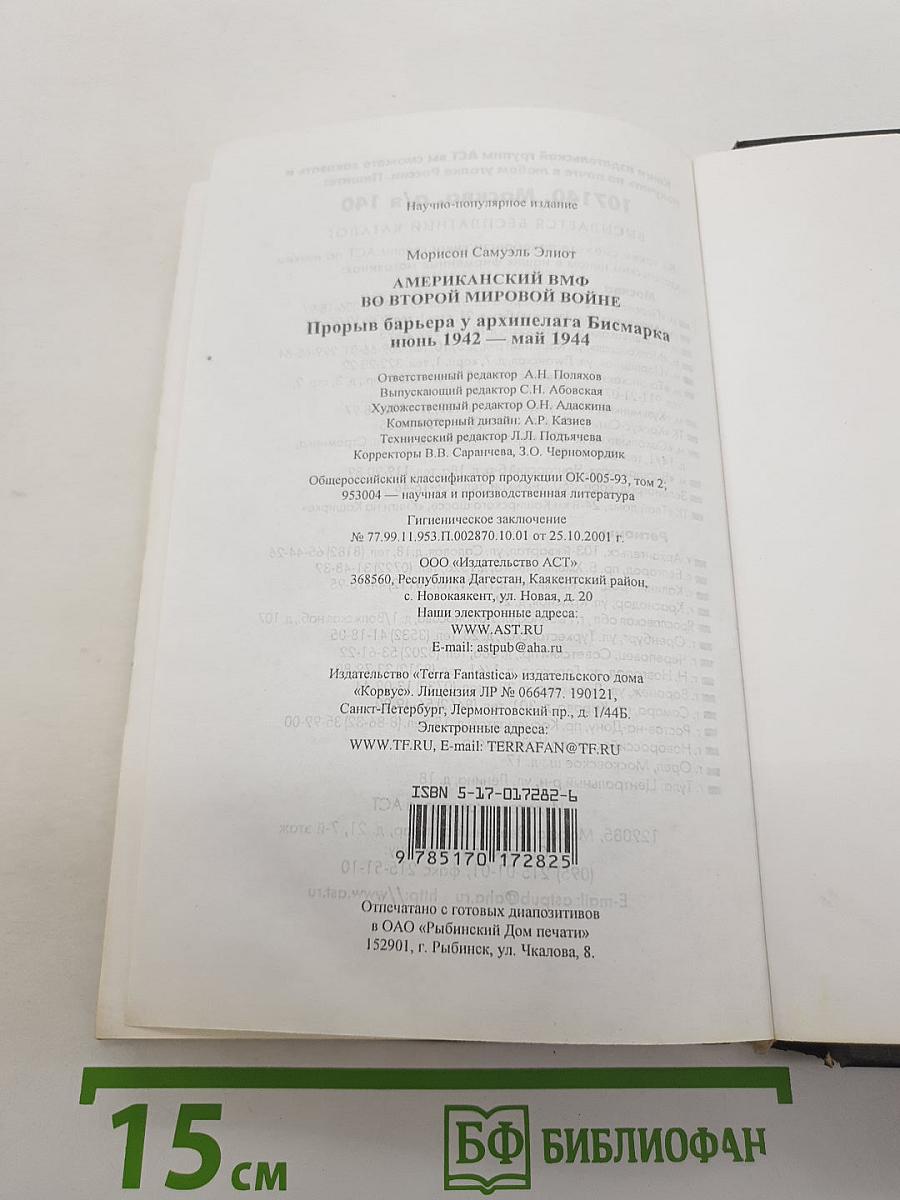 Научно-популярное издание
Морисон Самуэль Элиот
АМЕРИКАНСКИЙ ВМФ
ВО ВТОРОЙ МИРОВОЙ ВОЙНЕ
Прорыв барьера у архипелага Бисмарка
июнь 1942 — май 1944
Ответственный редактор А.Н. Поляхов
Выпускающий редактор С.Н. Абовская
Художественный редактор О.Н. Адаскина
Компьютерный дизайн: А.Р. Казиев
Технический редактор Л.Л. Подъячева
Корректоры В.В. Саранчева, З.О. Черномордик
Общероссийский классификатор продукции ОК-005-93, том 2;
953004 — научная и производственная литература
Гигиеническое заключение
№ 77.99.11.953.П.002870.10.01 от 25.10.2001 г.
ООО «Издательство АСТ»
368560, Республика Дагестан, Каякентский район,
с. Новокаякент, ул. Новая, д. 20
Наши электронные адреса:
WWW.AST.RU
E-mail: astpub@aha.ru
Издательство «Terra Fantastica» издательского дома
«Корвус». Лицензия ЛР № 066477. 190121,
Санкт-Петербург, Лермонтовский пр., д. 1/44Б.
Электронные адреса:
WWW.TF.RU, E-mail: TERRAFAN@TF.RU
ISBN 5-17-017282-6
9 785170 172825
Отпечатано с готовых диапозитивов
в ОАО «Рыбинский Дом печати»
152901, г. Рыбинск, ул. Чкалова, 8.
15 см
БФ БИБЛИОФАН